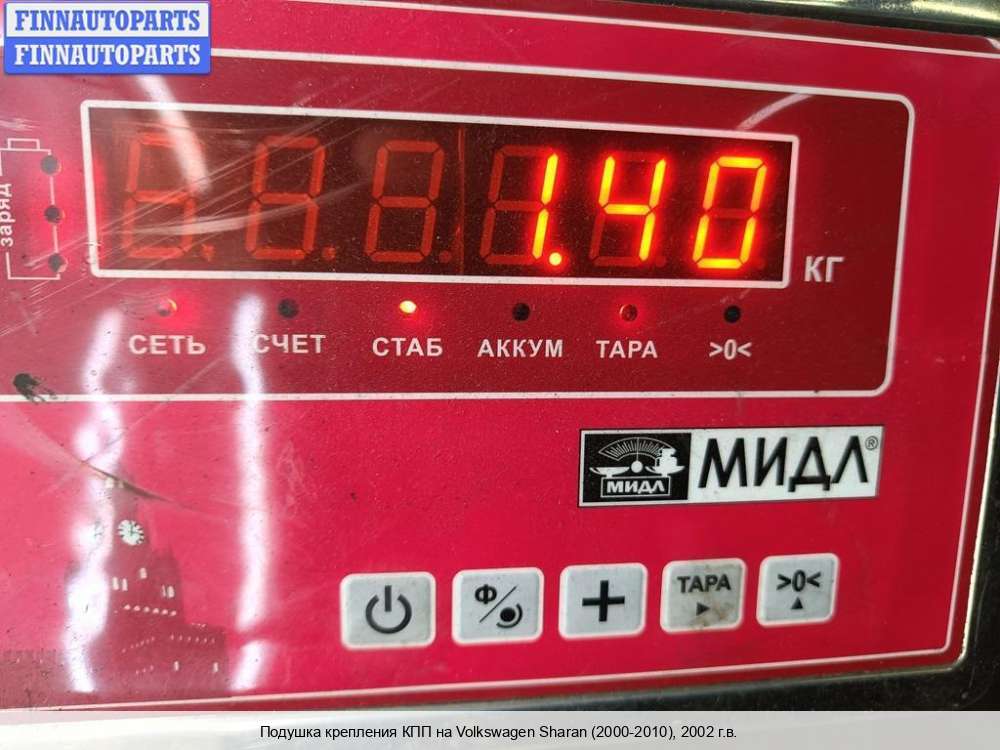 FINNAUTOPARTS
FINNAUTOPARTS
заряд
1.40
КГ
СЕТЬ СЧЕТ СТАБ АККУМ ТАРА >0<
МИДЛ МИДЛ®
Ф ТАРА >0<
Подушка крепления КПП на Volkswagen Sharan (2000-2010), 2002 г.в.